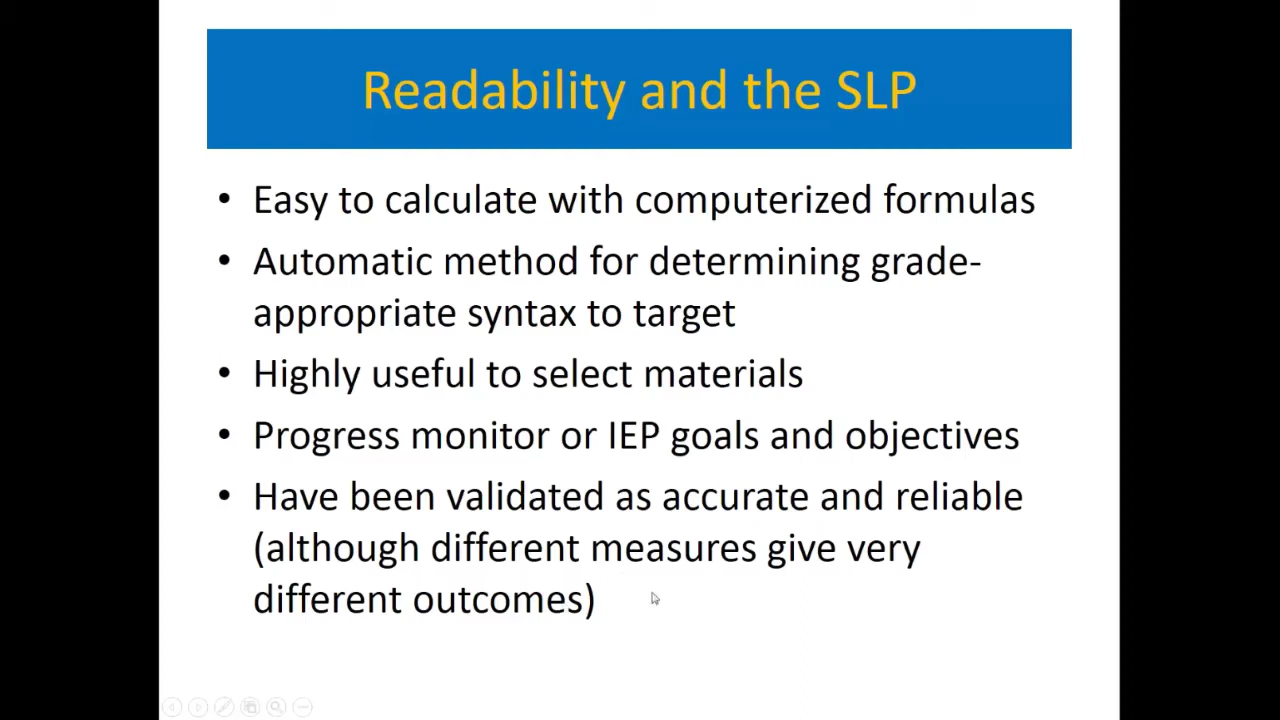 Readability and the SLP
• Easy to calculate with computerized formulas
• Automatic method for determining grade-
appropriate syntax to target
• Highly useful to select materials
• Progress monitor or IEP goals and objectives
• Have been validated as accurate and reliable
(although different measures give very
different outcomes)